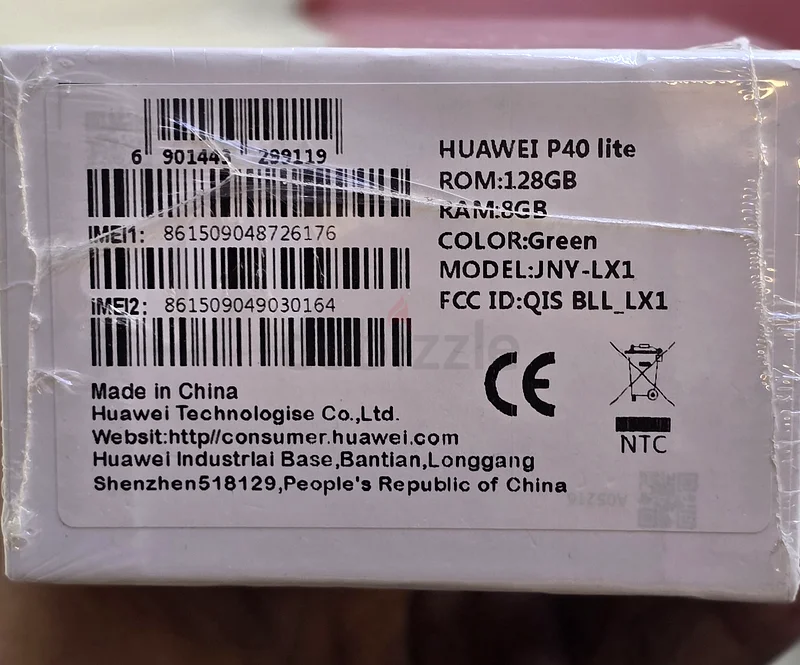 6 901443 299119
HUAWEI P40 lite
ROM:128GB
RAM:8GB
IMEI1: 861509048726176
COLOR:Green
MODEL:JNY-LX1
iMEI2: 861509049030164
FCC ID:QIS BLL_LX1
dubizzle
CE
NTC
Made in China
Huawei Technologise Co.,Ltd.
Websit:http//consumer.huawei.com
Huawei Industrlai Base,Bantian,Longgang
Shenzhen518129,People's Republic of China